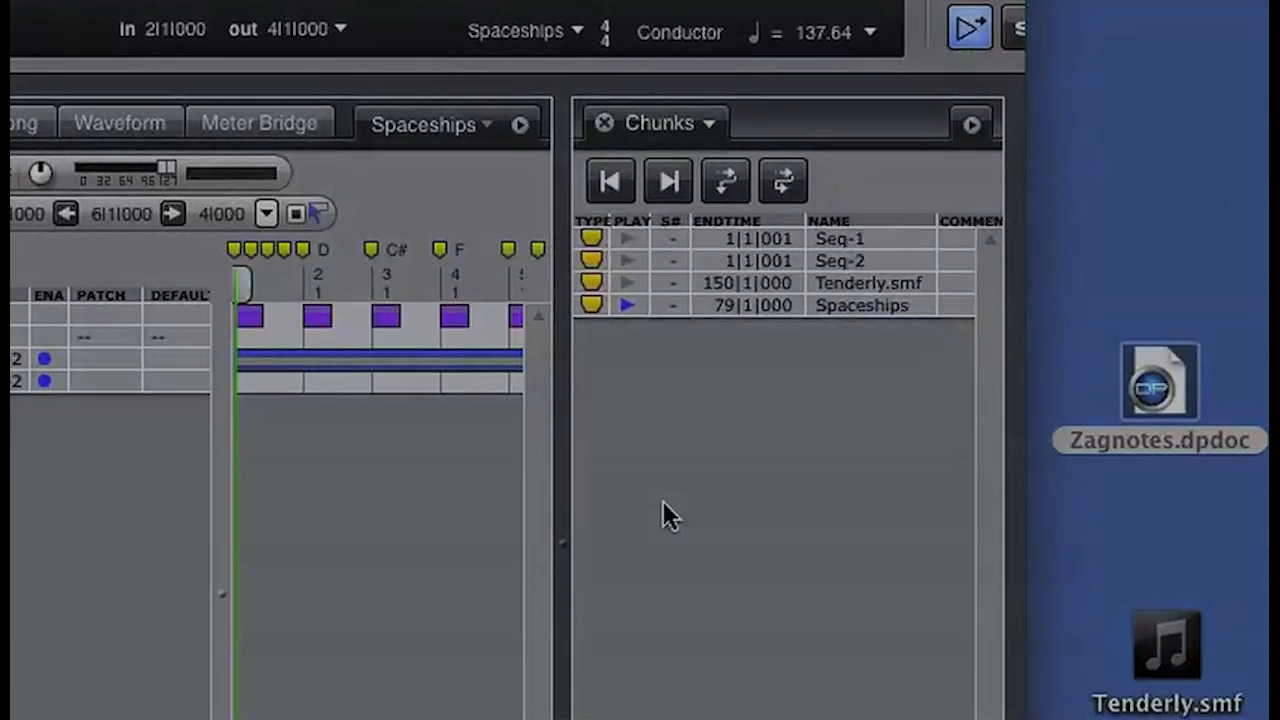 in 2|1|000 out 4|1|000 Spaceships 4 4 Conductor = 137.64 S
ong Waveform Meter Bridge Spaceships Chunks
0 32 64 96 127
000 6|1|000 4|000
TYPE PLAY S# ENDTIME NAME COMMEN
- 1|1|001 Seq-1
D C# F
- 1|1|001 Seq-2
2 3 4 5
- 150|1|000 Tenderly.smf
1 1 1
ENA PATCH DEFAUL
- 79|1|000 Spaceships
-- --
2
2
DP
Zagnotes.dpdoc
Tenderly.smf